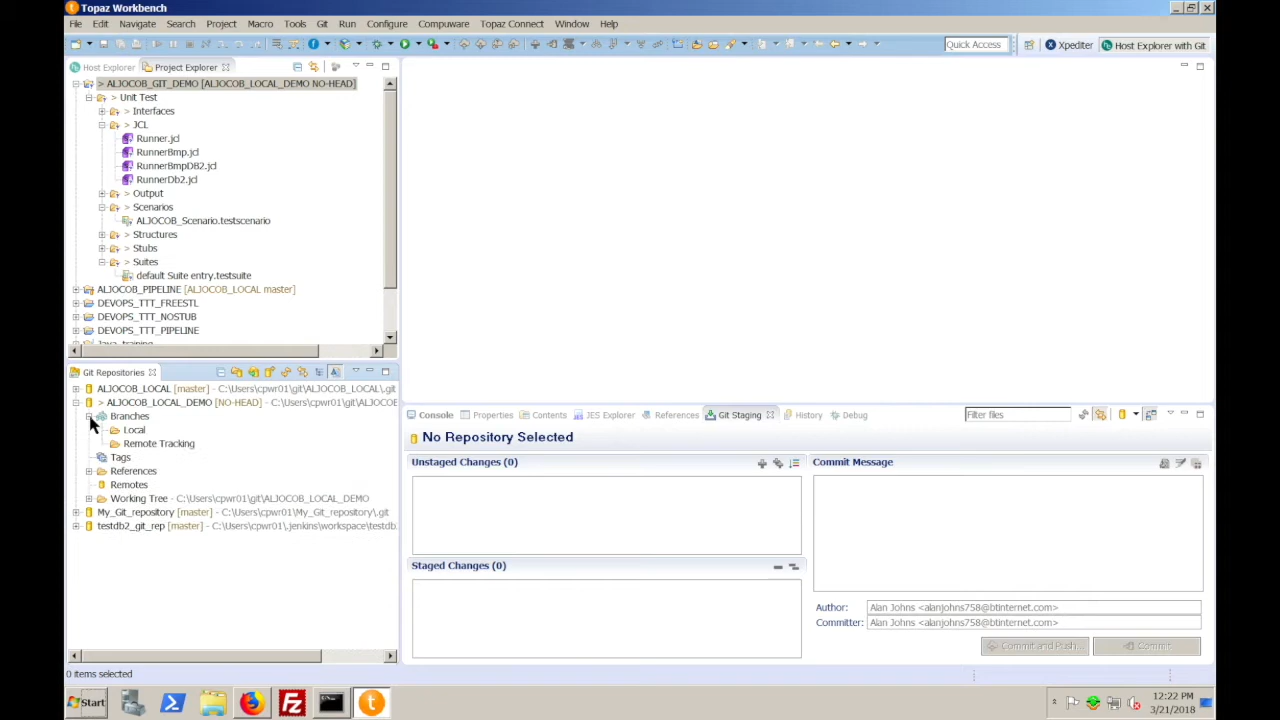 Topaz Workbench
File Edit Navigate Search Project Macro Tools Git Run Configure Compuware Topaz Connect Window Help
Quick Access Xpediter Host Explorer with Git
Host Explorer Project Explorer
> ALJOCOB_GIT_DEMO [ALJOCOB_LOCAL_DEMO NO-HEAD]
> Unit Test
> Interfaces
> JCL
Runner.jcl
RunnerBmp.jcl
RunnerBmpDB2.jcl
RunnerDb2.jcl
> Output
> Scenarios
ALJOCOB_Scenario.testscenario
> Structures
> Stubs
> Suites
default Suite entry.testsuite
ALJOCOB_PIPELINE [ALJOCOB_LOCAL master]
DEVOPS_TTT_FREESTL
DEVOPS_TTT_NOSTUB
DEVOPS_TTT_PIPELINE
Java_training
Git Repositories
ALJOCOB_LOCAL [master] - C:\Users\cpwr01\git\ALJOCOB_LOCAL\.git
> ALJOCOB_LOCAL_DEMO [NO-HEAD] - C:\Users\cpwr01\git\ALJOCOB
Branches
Local
Remote Tracking
Tags
References
Remotes
Working Tree - C:\Users\cpwr01\git\ALJOCOB_LOCAL_DEMO
My_Git_repository [master] - C:\Users\cpwr01\My_Git_repository\.git
testdb2_git_rep [master] - C:\Users\cpwr01\.jenkins\workspace\testdb
Console Properties Contents JES Explorer References Git Staging History Debug Filter files
No Repository Selected
Unstaged Changes (0)
Staged Changes (0)
Commit Message
Author: Alan Johns <alanjohns758@btinternet.com>
Committer: Alan Johns <alanjohns758@btinternet.com>
Commit and Push... Commit
0 items selected
Start
12:22 PM
3/21/2018